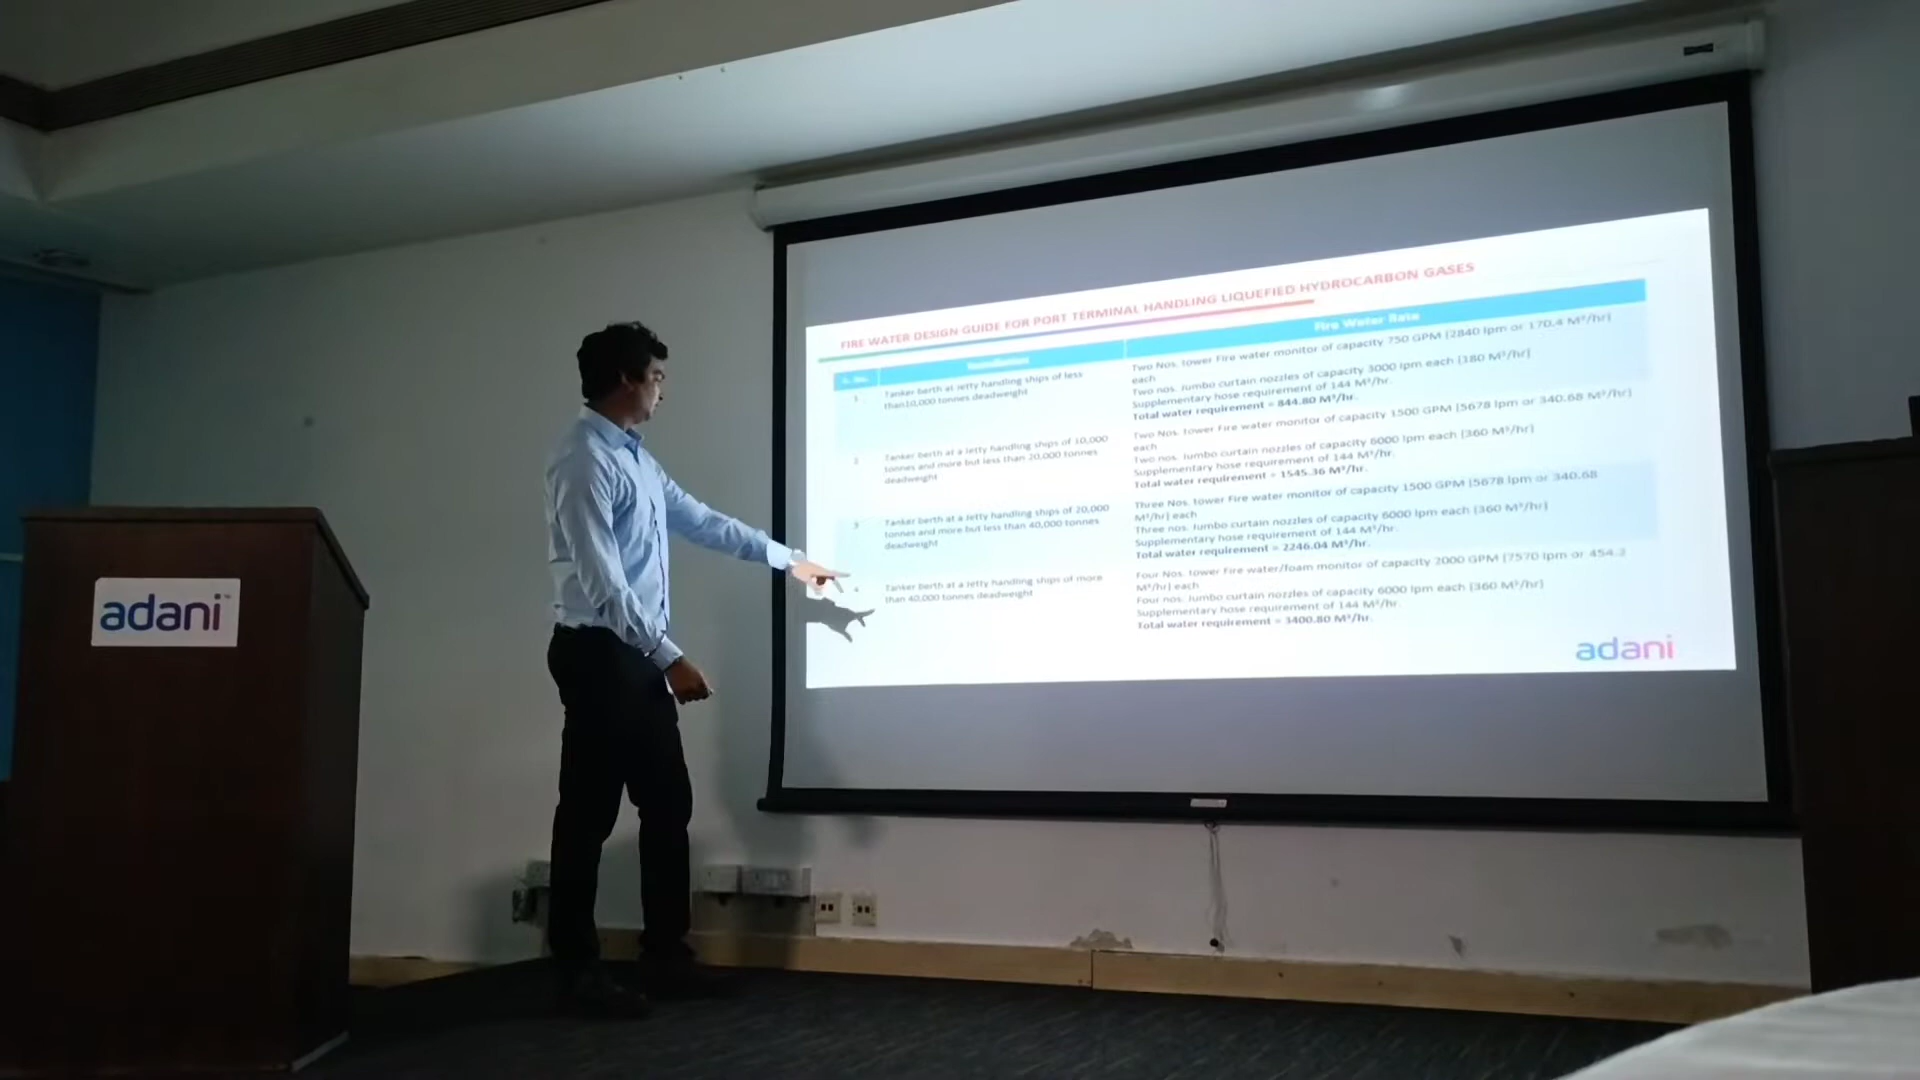 adani™
FIRE WATER DESIGN GUIDE FOR PORT TERMINAL HANDLING LIQUEFIED HYDROCARBON GASES
S. No.
Installation
Fire Water Rate
1
Tanker berth at Jetty handling ships of less
than10,000 tonnes deadweight
Two Nos. tower Fire water monitor of capacity 750 GPM (2840 lpm or 170.4 M³/hr)
each
Two nos. Jumbo curtain nozzles of capacity 3000 lpm each (180 M³/hr)
Supplementary hose requirement of 144 M³/hr.
Total water requirement = 844.80 M³/hr.
2
Tanker berth at a Jetty handling ships of 10,000
tonnes and more but less than 20,000 tonnes
deadweight
Two Nos. tower Fire water monitor of capacity 1500 GPM (5678 lpm or 340.68 M³/hr)
each
Two nos. Jumbo curtain nozzles of capacity 6000 lpm each (360 M³/hr)
Supplementary hose requirement of 144 M³/hr.
Total water requirement = 1545.36 M³/hr.
3
Tanker berth at a Jetty handling ships of 20,000
tonnes and more but less than 40,000 tonnes
deadweight
Three Nos. tower Fire water monitor of capacity 1500 GPM (5678 lpm or 340.68
M³/hr) each
Three nos. Jumbo curtain nozzles of capacity 6000 lpm each (360 M³/hr)
Supplementary hose requirement of 144 M³/hr.
Total water requirement = 2246.04 M³/hr.
4
Tanker berth at a Jetty handling ships of more
than 40,000 tonnes deadweight
Four Nos. tower Fire water/foam monitor of capacity 2000 GPM (7570 lpm or 454.2
M³/hr) each
Four nos. Jumbo curtain nozzles of capacity 6000 lpm each (360 M³/hr)
Supplementary hose requirement of 144 M³/hr.
Total water requirement = 3400.80 M³/hr.
adani